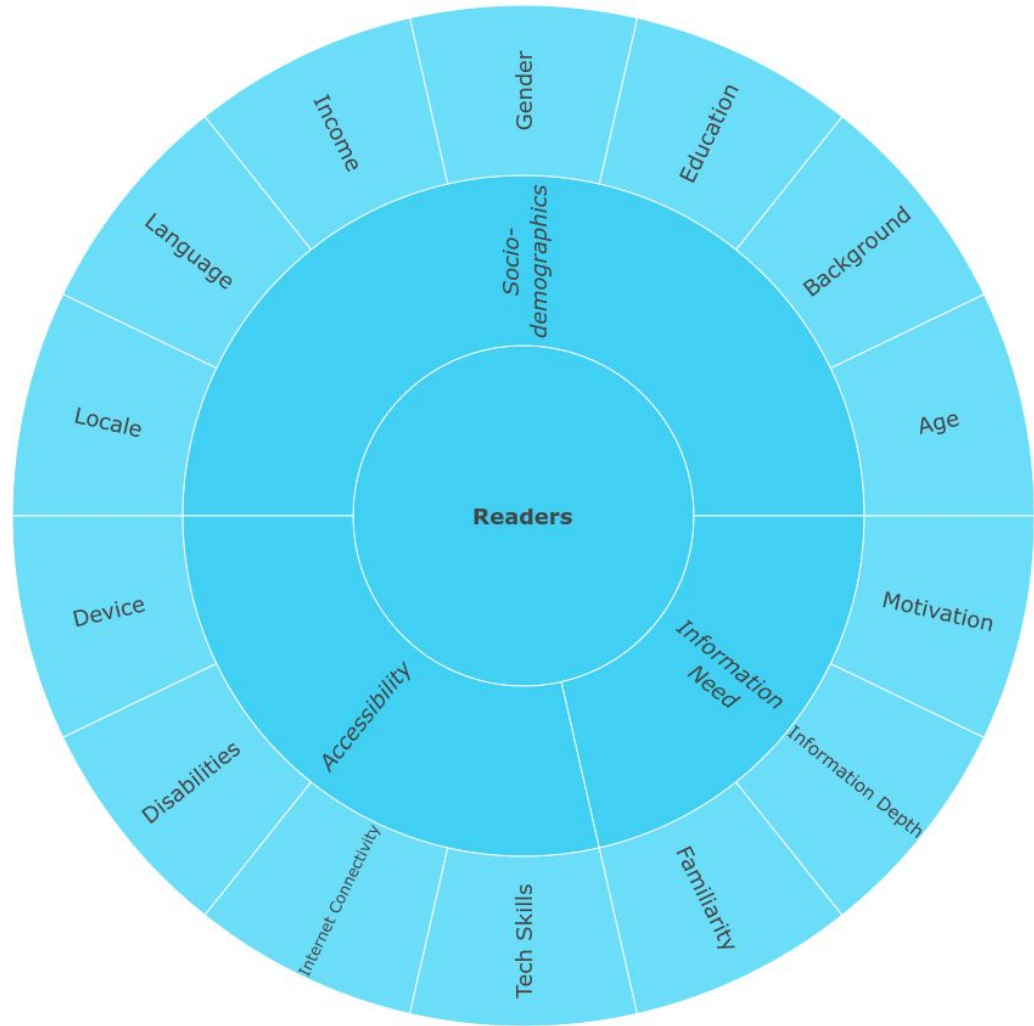 Readers
Socio-
demographics
Information
Need
Accessibility
Gender
Education
Background
Age
Motivation
Information Depth
Familiarity
Tech Skills
Internet Connectivity
Disabilities
Device
Locale
Language
Income